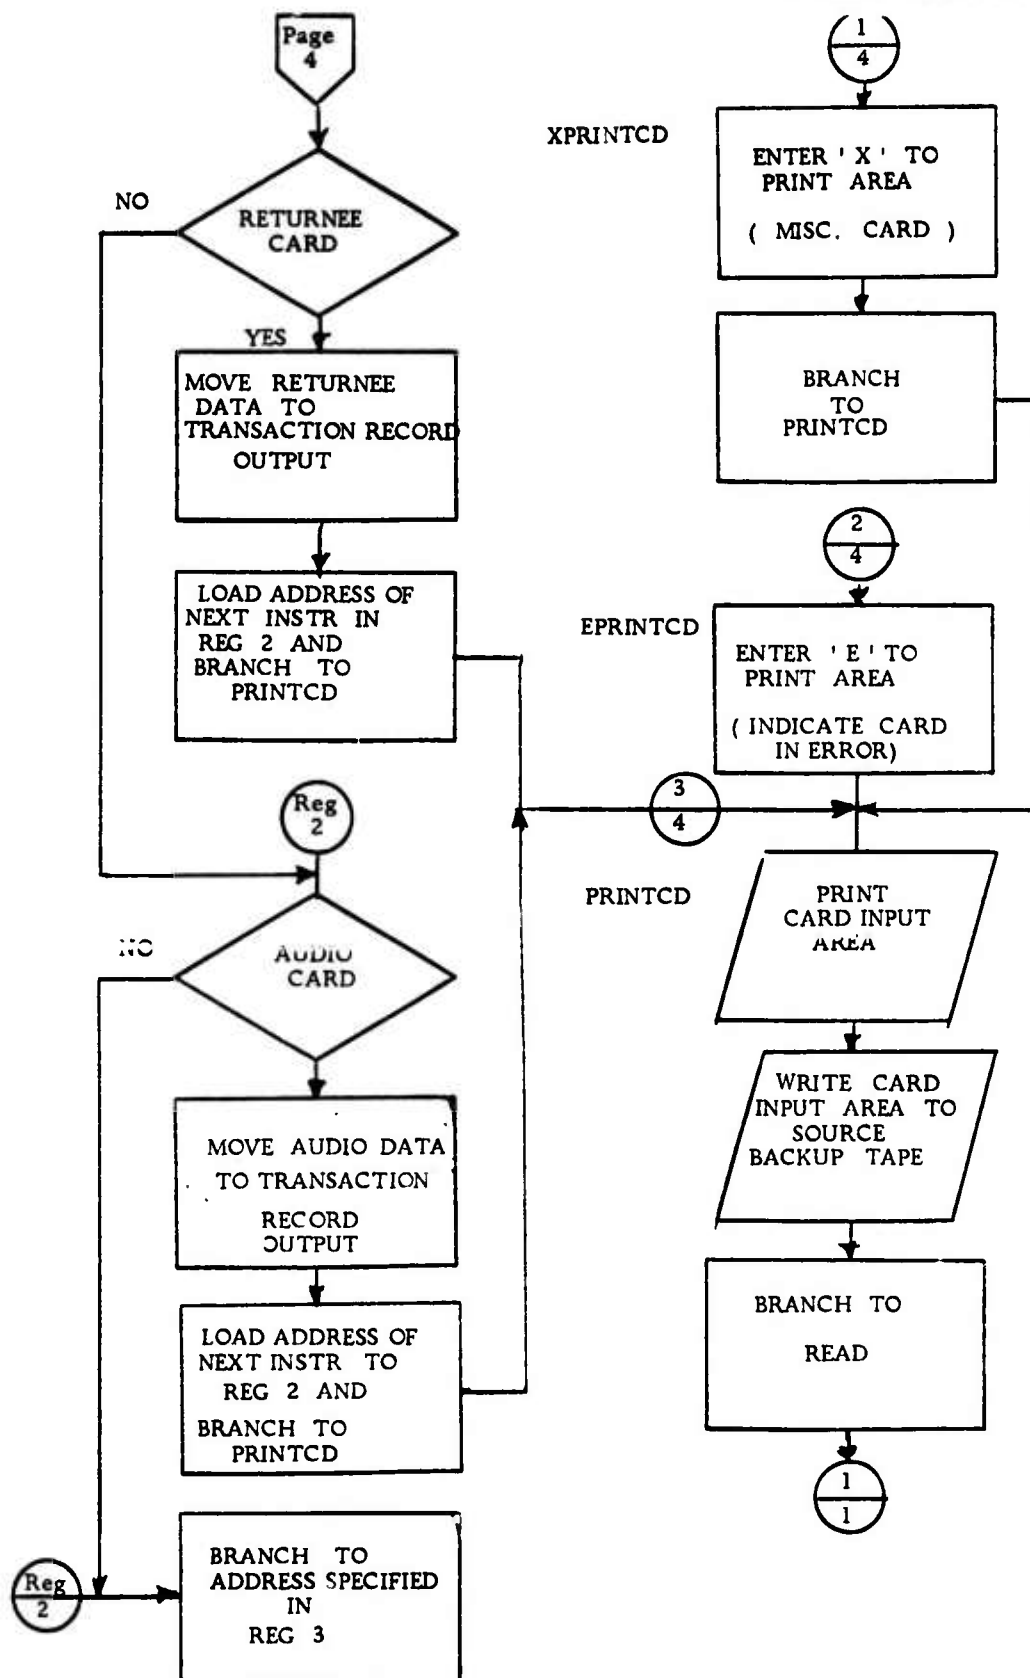 Page
4
NO
RETURNEE
CARD
YES
MOVE RETURNEE
DATA TO
TRANSACTION RECORD
OUTPUT
LOAD ADDRESS OF
NEXT INSTR IN
REG 2 AND
BRANCH TO
PRINTCD
Reg
2
NO
AUDIO
CARD
MOVE AUDIO DATA
TO TRANSACTION
RECORD
OUTPUT
LOAD ADDRESS OF
NEXT INSTR TO
REG 2 AND
BRANCH TO
PRINTCD
Reg
2
BRANCH TO
ADDRESS SPECIFIED
IN
REG 3
1
4
XPRINTCD
ENTER ' X ' TO
PRINT AREA
( MISC. CARD )
BRANCH
TO
PRINTCD
2
4
EPRINTCD
ENTER ' E ' TO
PRINT AREA
( INDICATE CARD
IN ERROR)
3
4
PRINTCD
PRINT
CARD INPUT
AREA
WRITE CARD
INPUT AREA TO
SOURCE
BACKUP TAPE
BRANCH TO
READ
1
1